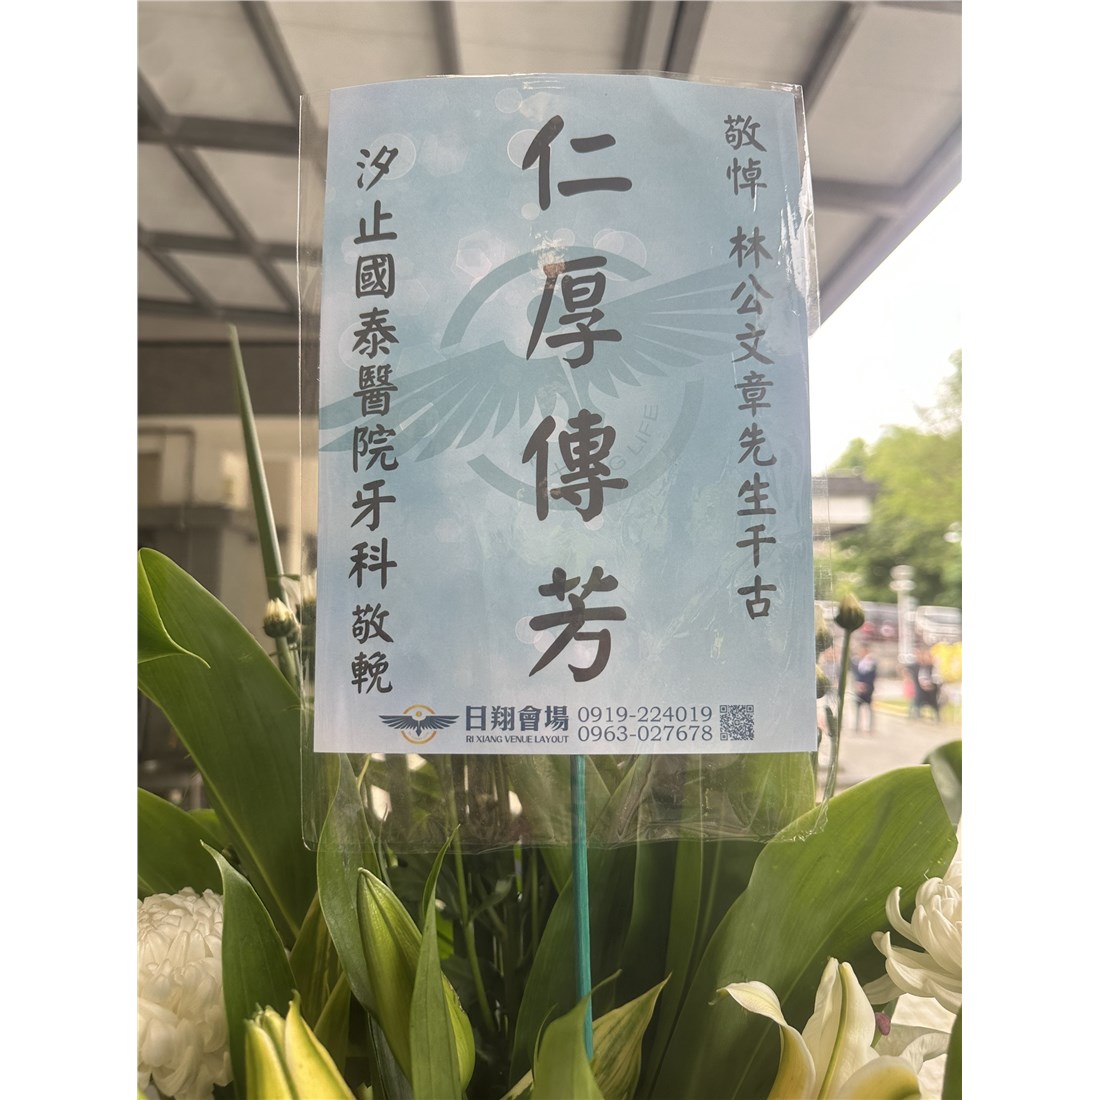 敬悼 林公文章先生千古
仁厚傳芳
汐止國泰醫院牙科 敬輓
日翔會場
RI XIANG VENUE LAYOUT
0919-224019
0963-027678
G LIFE